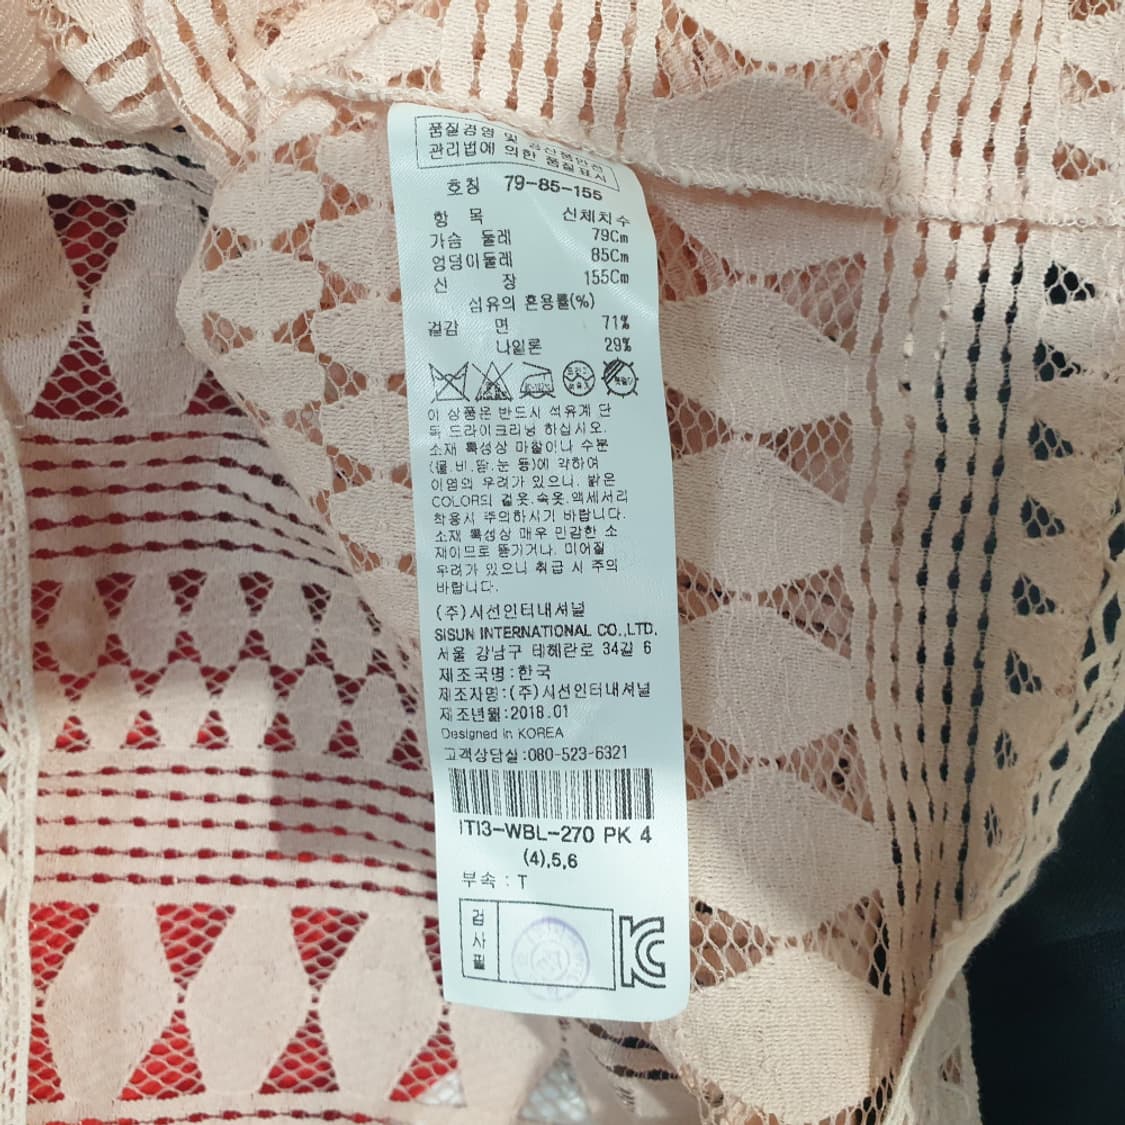 품질경영 및 공산품안전
관리법에 의한 품질표시
호칭 79-85-155
항 목 신체치수
가슴 둘레 79Cm
엉덩이둘레 85Cm
신 장 155Cm
섬유의 혼용률(%)
겉감 면 71%
나일론 29%
이 상품은 반드시 석유계 단
독 드라이크리닝 하십시오.
소재 특성상 마찰이나 수분
(물.비.땀.눈 등)에 약하여
이염의 우려가 있으니. 밝은
COLOR의 겉옷.속옷.액세서리
착용시 주의하시기 바랍니다.
소재 특성상 매우 민감한 소
재이므로 뜯기거나. 미어질
우려가 있으니 취급 시 주의
바랍니다.
(주)시선인터내셔널
SISUN INTERNATIONAL CO.,LTD.
서울 강남구 테헤란로 34길 6
제조국명:한국
제조자명:(주)시선인터내셔널
제조년월:2018.01
Designed in KOREA
고객상담실:080-523-6321
ITI3-WBL-270 PK 4
(4),5,6
부속 : T
검사필
KC